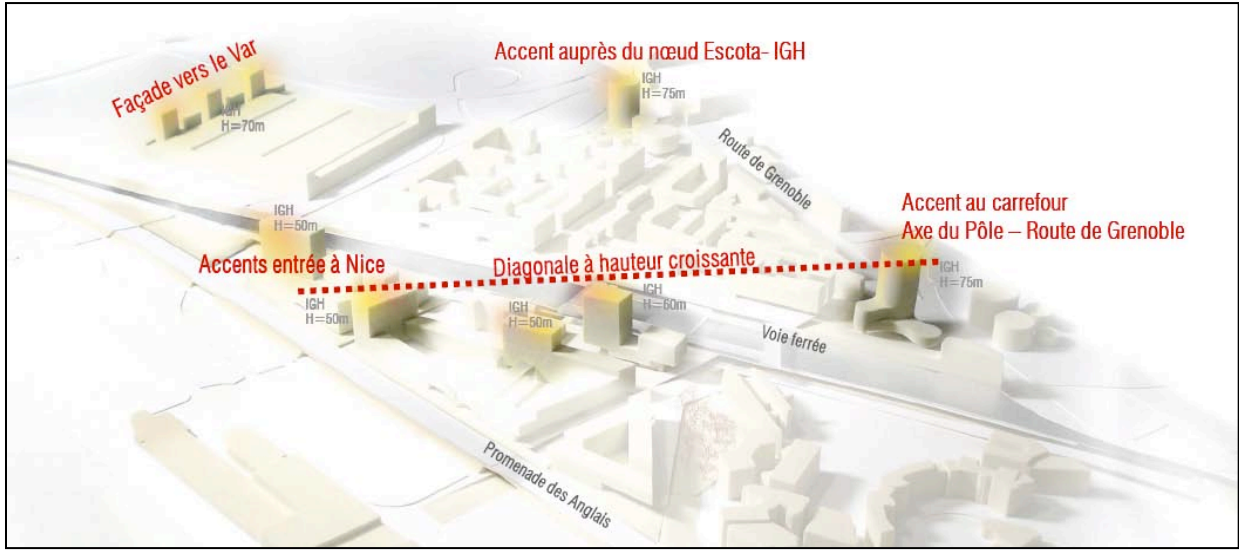 Façade vers le Var
IGH
H=70m
Accent auprès du nœud Escota- IGH
IGH
H=75m
Route de Grenoble
Accent au carrefour
Axe du Pôle – Route de Grenoble
IGH
H=75m
IGH
H=50m
Accents entrée à Nice
Diagonale à hauteur croissante
IGH
H=50m
IGH
H=50m
IGH
H=60m
Voie ferrée
Promenade des Anglais